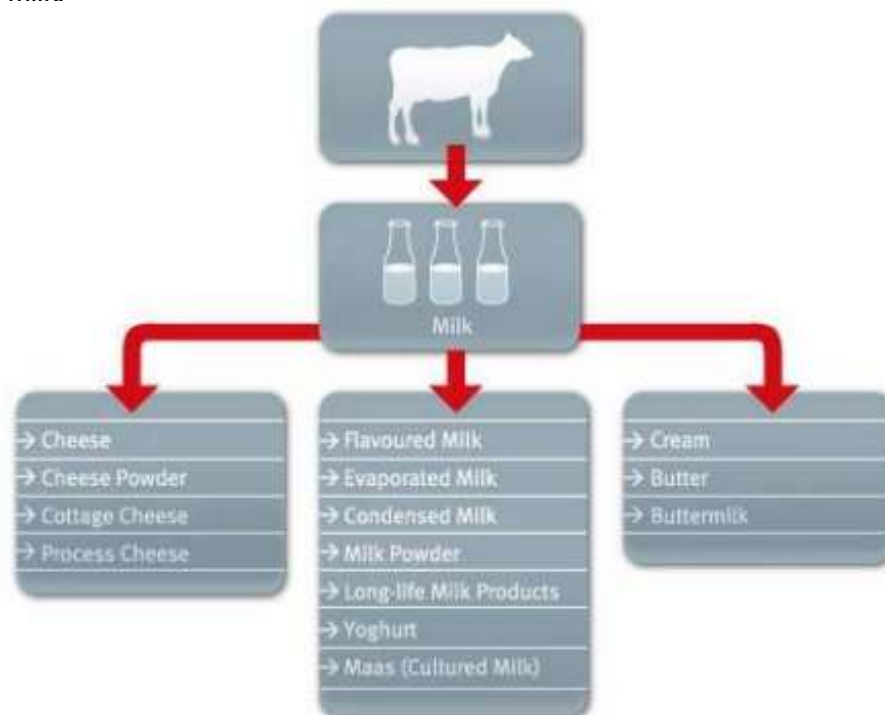 Milk
→ Cheese
→ Cheese Powder
→ Cottage Cheese
→ Process Cheese
→ Flavoured Milk
→ Evaporated Milk
→ Condensed Milk
→ Milk Powder
→ Long-life Milk Products
→ Yoghurt
→ Maas (Cultured Milk)
→ Cream
→ Butter
→ Buttermilk